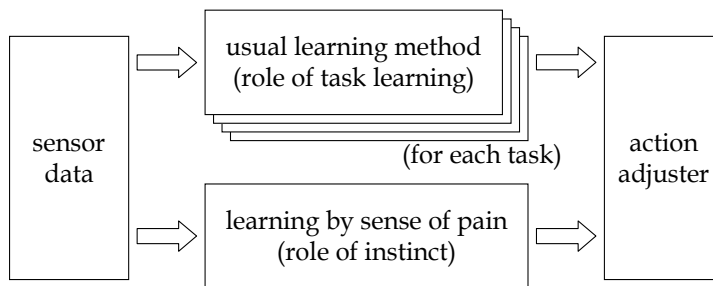 sensor
data
usual learning method
(role of task learning)
(for each task)
learning by sense of pain
(role of instinct)
action
adjuster